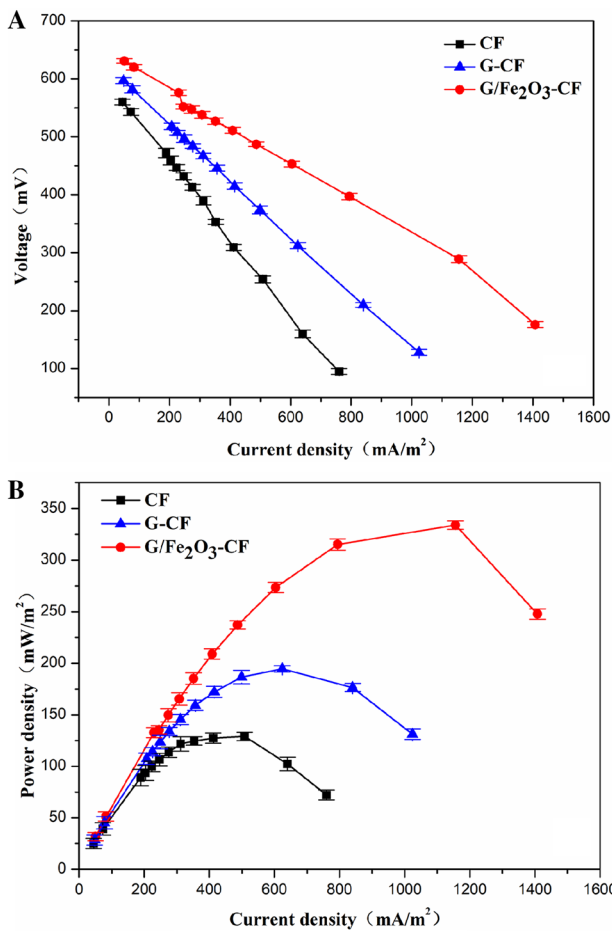 A
700
600
500
400
300
200
100
Voltage（mV）
CF
G-CF
G/Fe2O3-CF
0 200 400 600 800 1000 1200 1400 1600
Current density（mA/m²）
B
350
300
250
200
150
100
50
0
Power density（mW/m²）
CF
G-CF
G/Fe2O3-CF
0 200 400 600 800 1000 1200 1400 1600
Current density（mA/m²）